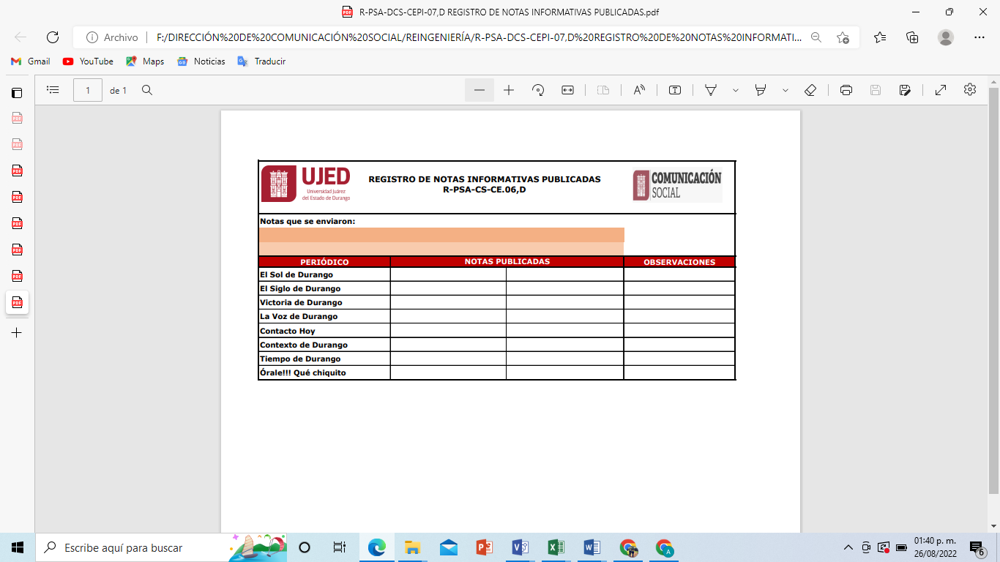 R-PSA-DCS-CEPI-07,D REGISTRO DE NOTAS INFORMATIVAS PUBLICADAS.pdf
Archivo
F:/DIRECCIÓN%20DE%20COMUNICACIÓN%20SOCIAL/REINGENIERÍA/R-PSA-DCS-CEPI-07,D%20REGISTRO%20DE%20NOTAS%20INFORMATI...
Gmail
YouTube
Maps
Noticias
Traducir
1
de 1
UJED
Universidad Juárez
del Estado de Durango
REGISTRO DE NOTAS INFORMATIVAS PUBLICADAS
R-PSA-CS-CE.06,D
COMUNICACIÓN
SOCIAL
Notas que se enviaron:
PERIÓDICO NOTAS PUBLICADAS OBSERVACIONES
El Sol de Durango
El Siglo de Durango
Victoria de Durango
La Voz de Durango
Contacto Hoy
Contexto de Durango
Tiempo de Durango
Órale!!! Qué chiquito
Escribe aquí para buscar
01:40 p. m.
26/08/2022
6